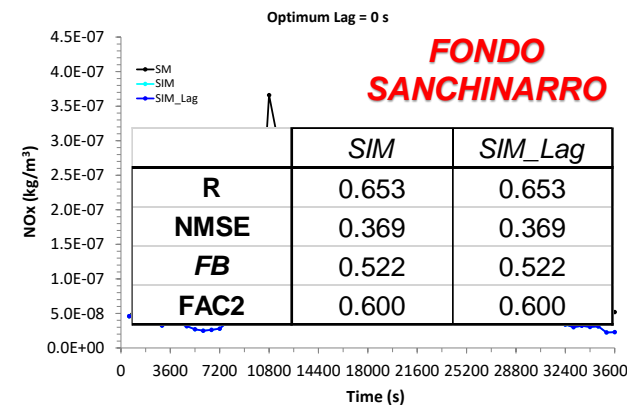 Optimum Lag = 0 s
FONDO
SANCHINARRO
SM
SIM
SIM_Lag
NOx (kg/m³)
4.5E-07
4.0E-07
3.5E-07
3.0E-07
2.5E-07
2.0E-07
1.5E-07
1.0E-07
5.0E-08
0.0E+00
SIM SIM_Lag
R 0.653 0.653
NMSE 0.369 0.369
FB 0.522 0.522
FAC2 0.600 0.600
0 3600 7200 10800 14400 18000 21600 25200 28800 32400 36000
Time (s)